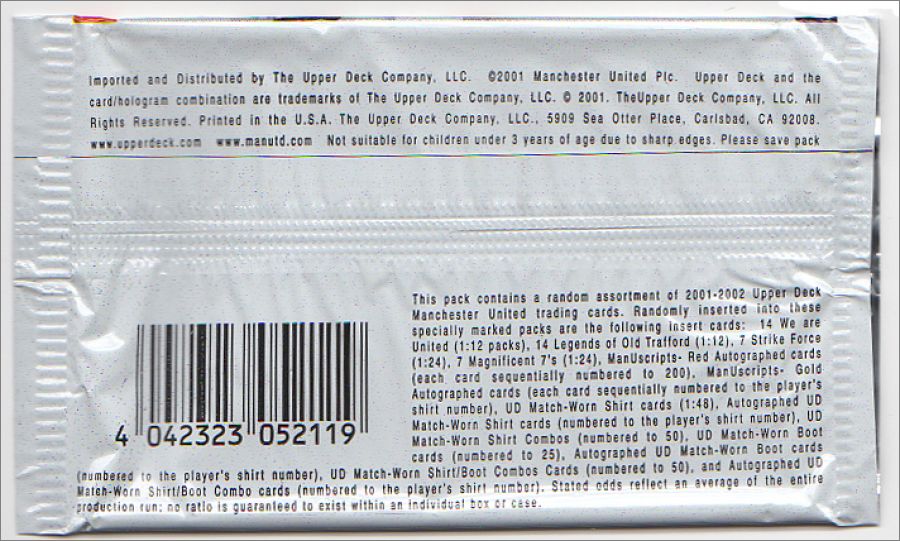 Imported and Distributed by The Upper Deck Company, LLC. ©2001 Manchester United Plc. Upper Deck and the
card/hologram combination are trademarks of The Upper Deck Company, LLC. © 2001. TheUpper Deck Company, LLC. All
Rights Reserved. Printed in the U.S.A. The Upper Deck Company, LLC., 5909 Sea Otter Place, Carlsbad, CA 92008.
www.upperdeck.com www.manutd.com Not suitable for children under 3 years of age due to sharp edges. Please save pack
This pack contains a random assortment of 2001-2002 Upper Deck
Manchester United trading cards. Randomly inserted into these
specially marked packs are the following insert cards: 14 We are
United (1:12 packs), 14 Legends of Old Trafford (1:12), 7 Strike Force
(1:24), 7 Magnificent 7's (1:24), ManUscripts- Red Autographed cards
(each card sequentially numbered to 200), ManUscripts- Gold
Autographed cards (each card sequentially numbered to the player's
shirt number), UD Match-Worn Shirt cards (1:48), Autographed UD
Match-Worn Shirt cards (numbered to the player's shirt number), UD
Match-Worn Shirt Combos (numbered to 50), UD Match-Worn Boot
cards (numbered to 25), Autographed UD Match-Worn Boot cards
(numbered to the player's shirt number), UD Match-Worn Shirt/Boot Combos Cards (numbered to 50), and Autographed UD
Match-Worn Shirt/Boot Combo cards (numbered to the player's shirt number). Stated odds reflect an average of the entire
production run; no ratio is guaranteed to exist within an individual box or case.
4 042323 052119